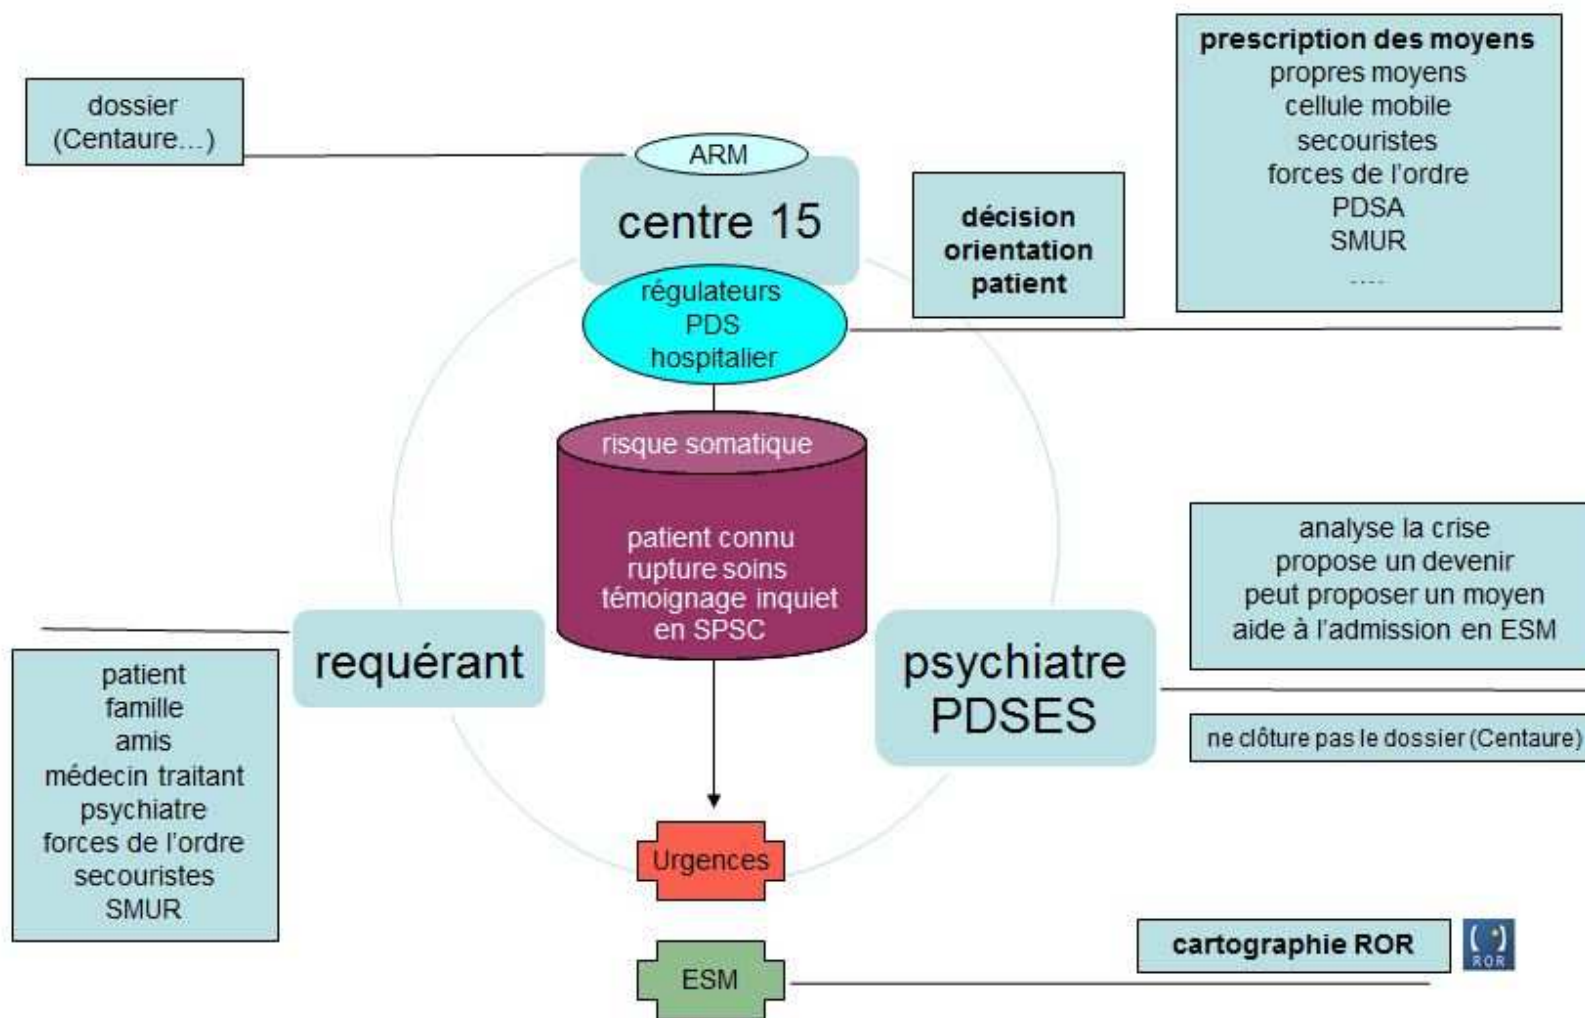 dossier
(Centaure…)
ARM
centre 15
régulateurs
PDS
hospitalier
décision
orientation
patient
prescription des moyens
propres moyens
cellule mobile
secouristes
forces de l'ordre
PDSA
SMUR
....
risque somatique
patient connu
rupture soins
témoignage inquiet
en SPSC
requérant
patient
famille
amis
médecin traitant
psychiatre
forces de l'ordre
secouristes
SMUR
psychiatre
PDSES
analyse la crise
propose un devenir
peut proposer un moyen
aide à l'admission en ESM
ne clôture pas le dossier (Centaure)
Urgences
ESM
cartographie ROR
ROR